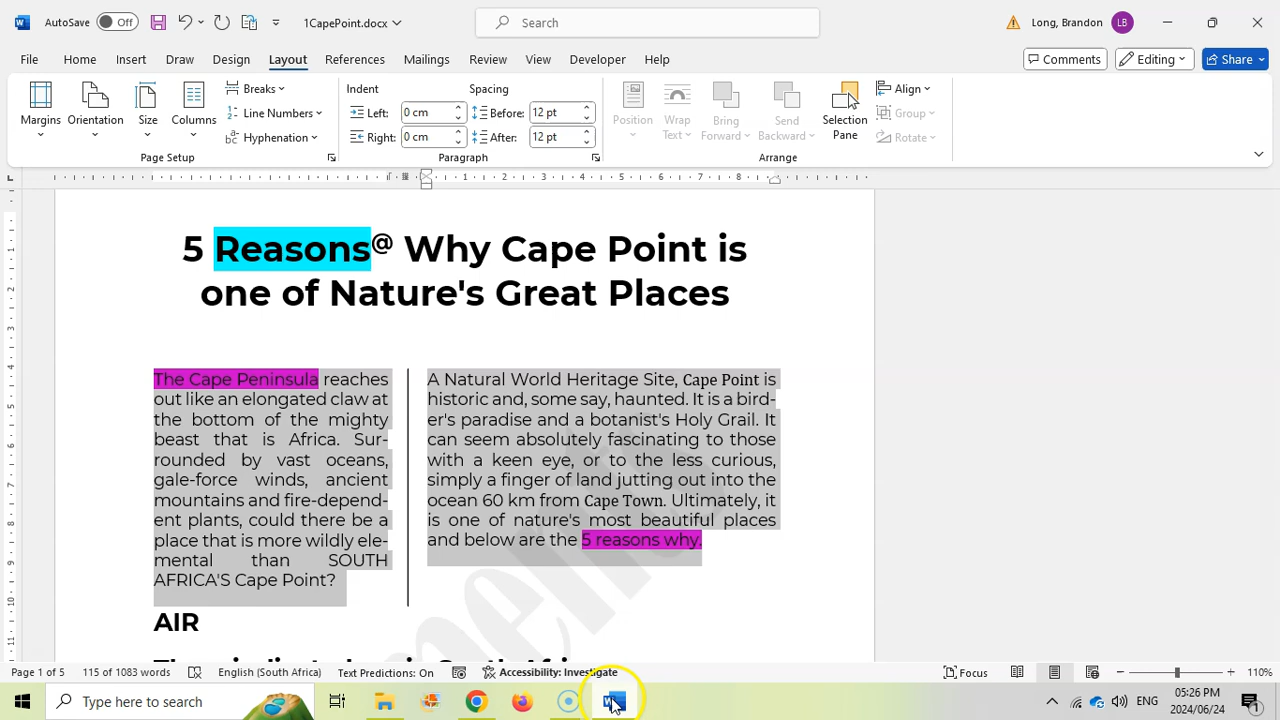 AutoSave Off 1CapePoint.docx Search Long, Brandon LB
File Home Insert Draw Design Layout References Mailings Review View Developer Help Comments Editing Share
Margins Orientation Size Columns
Breaks
Line Numbers
Hyphenation
Page Setup
Indent Spacing
Left: 0 cm Before: 12 pt
Right: 0 cm After: 12 pt
Paragraph
Position
Wrap Text
Bring Forward
Send Backward
Selection Pane
Align
Group
Rotate
Arrange
1 2 3 4 5 6 7 8
5 Reasons@ Why Cape Point is
one of Nature's Great Places
The Cape Peninsula reaches
out like an elongated claw at
the bottom of the mighty
beast that is Africa. Sur-
rounded by vast oceans,
gale-force winds, ancient
mountains and fire-depend-
ent plants, could there be a
place that is more wildly ele-
mental than SOUTH
AFRICA'S Cape Point?
A Natural World Heritage Site, Cape Point is
historic and, some say, haunted. It is a bird-
er's paradise and a botanist's Holy Grail. It
can seem absolutely fascinating to those
with a keen eye, or to the less curious,
simply a finger of land jutting out into the
ocean 60 km from Cape Town. Ultimately, it
is one of nature's most beautiful places
and below are the 5 reasons why.
AIR
Page 1 of 5 115 of 1083 words English (South Africa) Text Predictions: On Accessibility: Investigate Focus 110%
Type here to search ENG 05:26 PM
2024/06/24